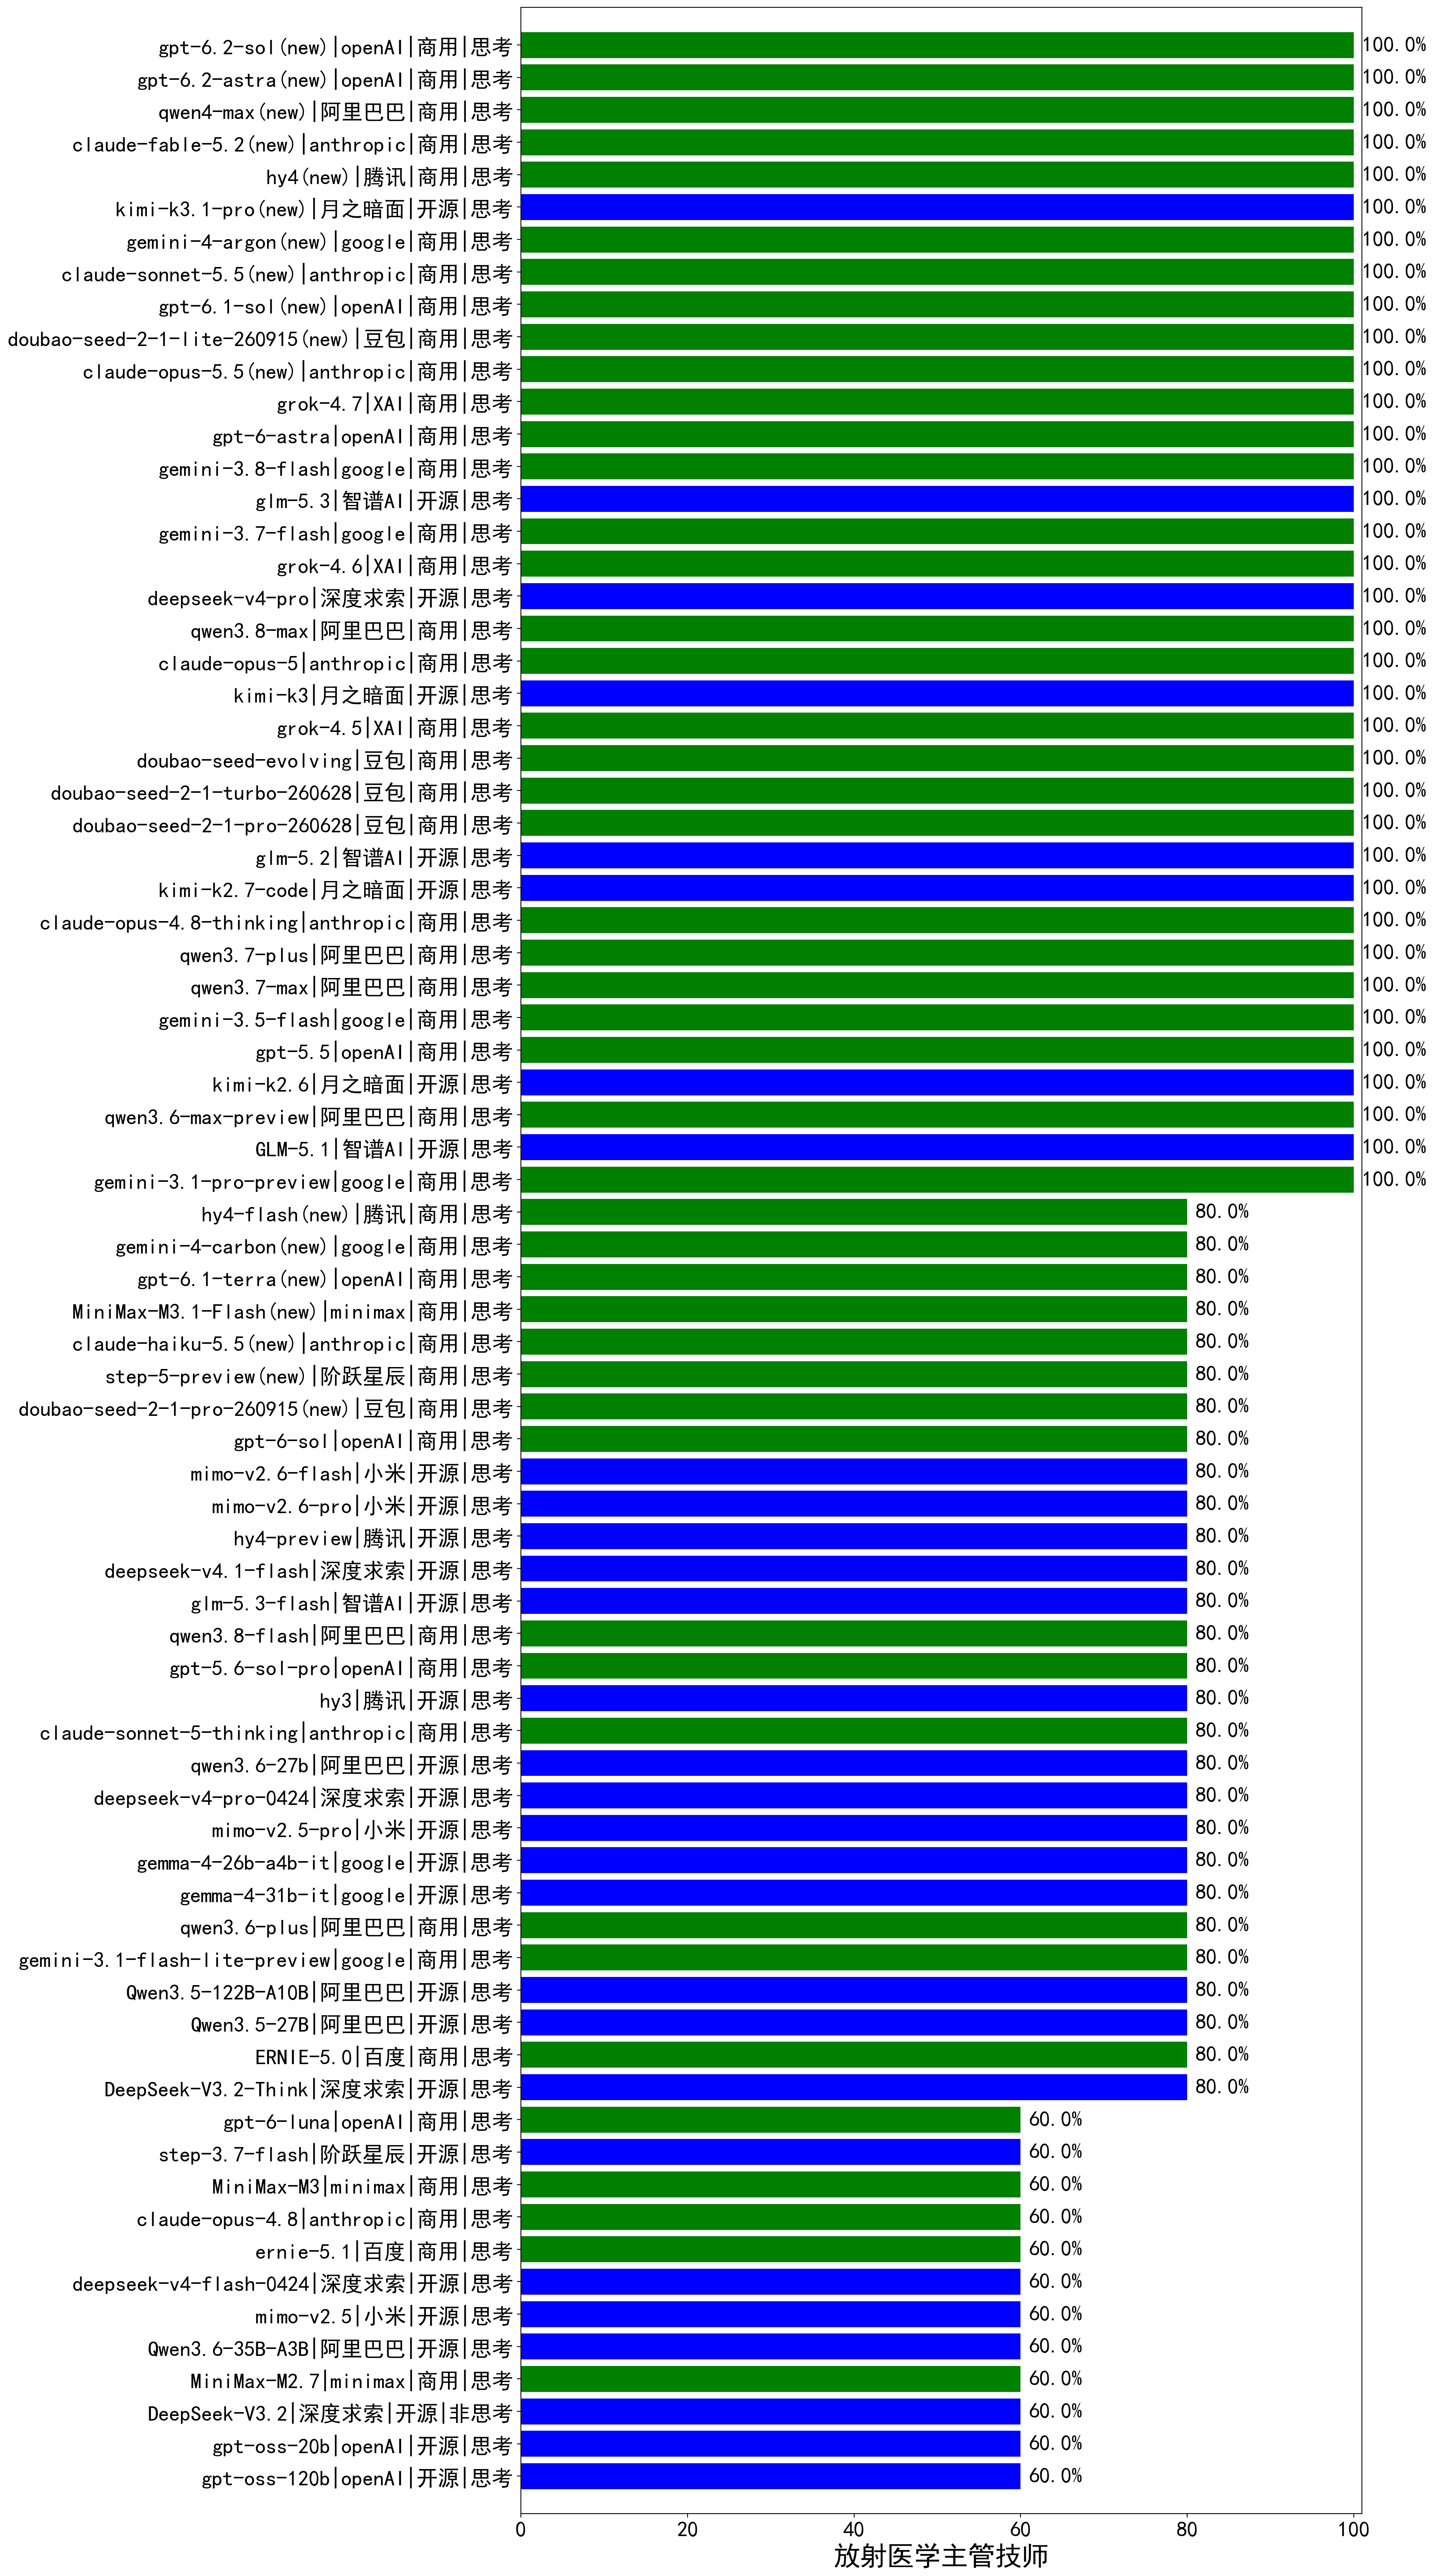 gpt-6.2-sol(new)|openAI|商用|思考 100.0%
gpt-6.2-astra(new)|openAI|商用|思考 100.0%
qwen4-max(new)|阿里巴巴|商用|思考 100.0%
claude-fable-5.2(new)|anthropic|商用|思考 100.0%
hy4(new)|腾讯|商用|思考 100.0%
kimi-k3.1-pro(new)|月之暗面|开源|思考 100.0%
gemini-4-argon(new)|google|商用|思考 100.0%
claude-sonnet-5.5(new)|anthropic|商用|思考 100.0%
gpt-6.1-sol(new)|openAI|商用|思考 100.0%
doubao-seed-2-1-lite-260915(new)|豆包|商用|思考 100.0%
claude-opus-5.5(new)|anthropic|商用|思考 100.0%
grok-4.7|XAI|商用|思考 100.0%
gpt-6-astra|openAI|商用|思考 100.0%
gemini-3.8-flash|google|商用|思考 100.0%
glm-5.3|智谱AI|开源|思考 100.0%
gemini-3.7-flash|google|商用|思考 100.0%
grok-4.6|XAI|商用|思考 100.0%
deepseek-v4-pro|深度求索|开源|思考 100.0%
qwen3.8-max|阿里巴巴|商用|思考 100.0%
claude-opus-5|anthropic|商用|思考 100.0%
kimi-k3|月之暗面|开源|思考 100.0%
grok-4.5|XAI|商用|思考 100.0%
doubao-seed-evolving|豆包|商用|思考 100.0%
doubao-seed-2-1-turbo-260628|豆包|商用|思考 100.0%
doubao-seed-2-1-pro-260628|豆包|商用|思考 100.0%
glm-5.2|智谱AI|开源|思考 100.0%
kimi-k2.7-code|月之暗面|开源|思考 100.0%
claude-opus-4.8-thinking|anthropic|商用|思考 100.0%
qwen3.7-plus|阿里巴巴|商用|思考 100.0%
qwen3.7-max|阿里巴巴|商用|思考 100.0%
gemini-3.5-flash|google|商用|思考 100.0%
gpt-5.5|openAI|商用|思考 100.0%
kimi-k2.6|月之暗面|开源|思考 100.0%
qwen3.6-max-preview|阿里巴巴|商用|思考 100.0%
GLM-5.1|智谱AI|开源|思考 100.0%
gemini-3.1-pro-preview|google|商用|思考 100.0%
hy4-flash(new)|腾讯|商用|思考 80.0%
gemini-4-carbon(new)|google|商用|思考 80.0%
gpt-6.1-terra(new)|openAI|商用|思考 80.0%
MiniMax-M3.1-Flash(new)|minimax|商用|思考 80.0%
claude-haiku-5.5(new)|anthropic|商用|思考 80.0%
step-5-preview(new)|阶跃星辰|商用|思考 80.0%
doubao-seed-2-1-pro-260915(new)|豆包|商用|思考 80.0%
gpt-6-sol|openAI|商用|思考 80.0%
mimo-v2.6-flash|小米|开源|思考 80.0%
mimo-v2.6-pro|小米|开源|思考 80.0%
hy4-preview|腾讯|开源|思考 80.0%
deepseek-v4.1-flash|深度求索|开源|思考 80.0%
glm-5.3-flash|智谱AI|开源|思考 80.0%
qwen3.8-flash|阿里巴巴|商用|思考 80.0%
gpt-5.6-sol-pro|openAI|商用|思考 80.0%
hy3|腾讯|开源|思考 80.0%
claude-sonnet-5-thinking|anthropic|商用|思考 80.0%
qwen3.6-27b|阿里巴巴|开源|思考 80.0%
deepseek-v4-pro-0424|深度求索|开源|思考 80.0%
mimo-v2.5-pro|小米|开源|思考 80.0%
gemma-4-26b-a4b-it|google|开源|思考 80.0%
gemma-4-31b-it|google|开源|思考 80.0%
qwen3.6-plus|阿里巴巴|商用|思考 80.0%
gemini-3.1-flash-lite-preview|google|商用|思考 80.0%
Qwen3.5-122B-A10B|阿里巴巴|开源|思考 80.0%
Qwen3.5-27B|阿里巴巴|开源|思考 80.0%
ERNIE-5.0|百度|商用|思考 80.0%
DeepSeek-V3.2-Think|深度求索|开源|思考 80.0%
gpt-6-luna|openAI|商用|思考 60.0%
step-3.7-flash|阶跃星辰|开源|思考 60.0%
MiniMax-M3|minimax|商用|思考 60.0%
claude-opus-4.8|anthropic|商用|思考 60.0%
ernie-5.1|百度|商用|思考 60.0%
deepseek-v4-flash-0424|深度求索|开源|思考 60.0%
mimo-v2.5|小米|开源|思考 60.0%
Qwen3.6-35B-A3B|阿里巴巴|开源|思考 60.0%
MiniMax-M2.7|minimax|商用|思考 60.0%
DeepSeek-V3.2|深度求索|开源|非思考 60.0%
gpt-oss-20b|openAI|开源|思考 60.0%
gpt-oss-120b|openAI|开源|思考 60.0%
0 20 40 60 80 100
放射医学主管技师